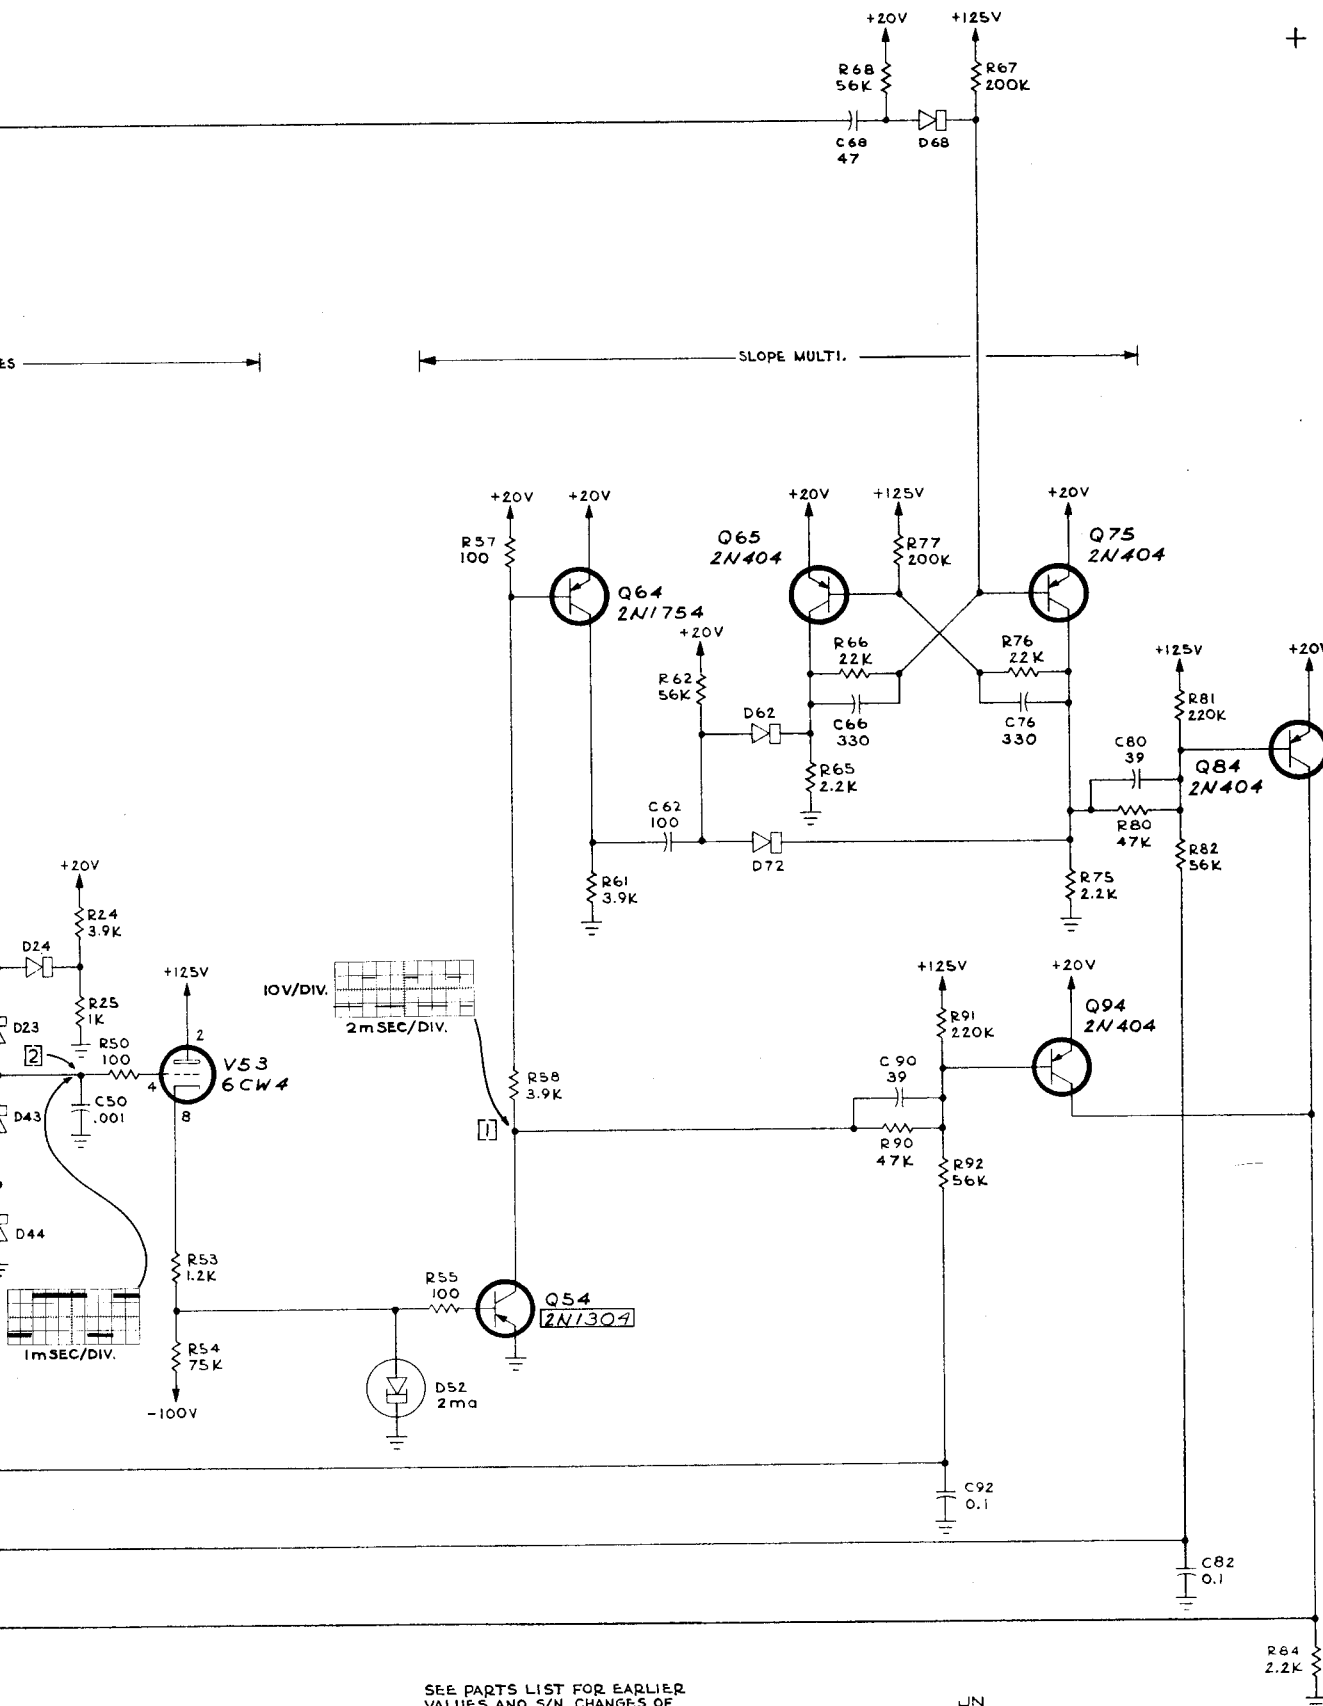 +20V
+125V
R68
56K
R67
200K
C68
47
D68
SLOPE MULTI.
+20V
+20V
R57
100
Q64
2N1754
+20V
+125V
Q65
2N404
R77
200K
+20V
Q75
2N404
+20V
R62
56K
R66
22K
R76
22K
D62
C66
330
C76
330
R65
2.2K
C62
100
D72
R61
3.9K
+125V
+20V
R81
220K
C80
39
Q84
2N404
R80
47K
R82
56K
R75
2.2K
+20V
R24
3.9K
D24
R25
1K
D23
2
R50
100
C50
.001
D43
D44
+125V
2
4
8
V53
6CW4
10V/DIV.
2mSEC/DIV.
1
R58
3.9K
+125V
+20V
R91
220K
Q94
2N404
C90
39
R90
47K
R92
56K
R53
1.2K
R54
75K
-100V
1mSEC/DIV.
R55
100
Q54
2N1304
D52
2ma
C92
0.1
C82
0.1
R84
2.2K
SEE PARTS LIST FOR EARLIER
VALUES AND S/N CHANGES OF